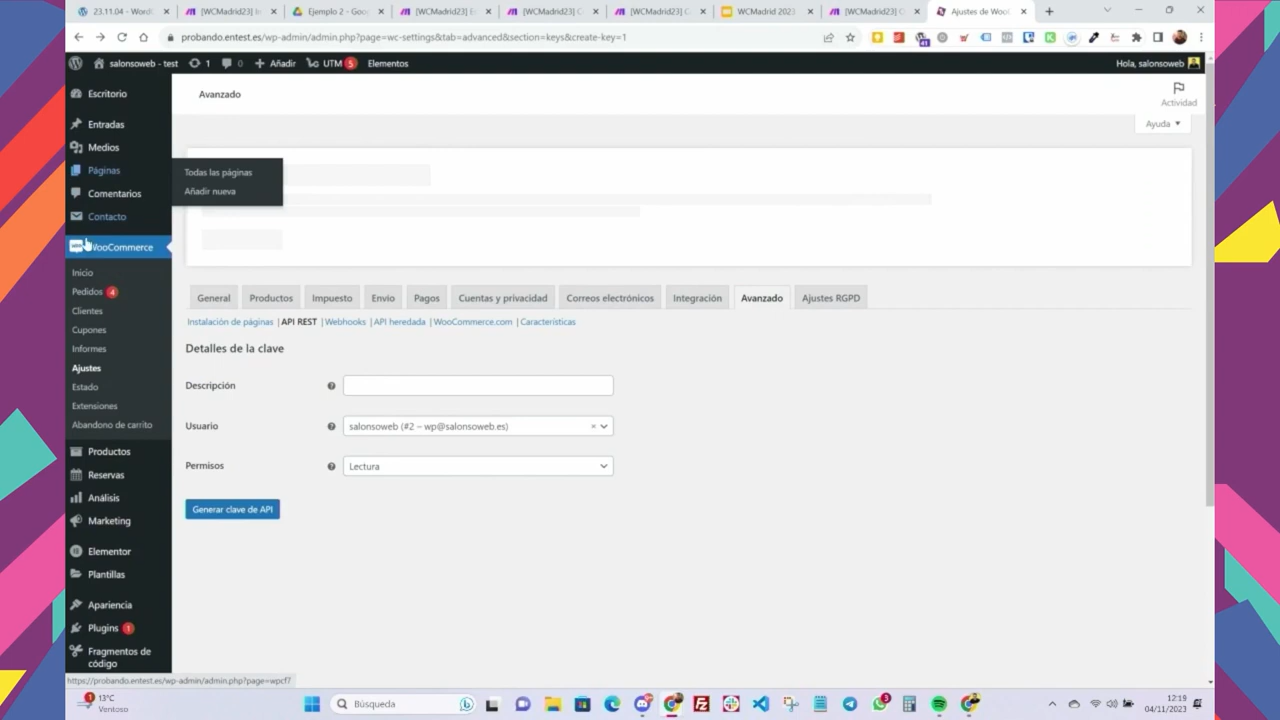 23.11.04 - Word
[WCMadrid23] In
Ejemplo 2 - Goo
[WCMadrid23] E
[WCMadrid23] C
[WCMadrid23] C
WCMadrid 2023
[WCMadrid23] C
Ajustes de WooC
probando.entest.es/wp-admin/admin.php?page=wc-settings&tab=advanced&section=keys&create-key=1
salonsoweb - test
1
0
Añadir
UTM 5
Elementos
Hola, salonsoweb
Escritorio
Entradas
Medios
Páginas
Comentarios
Contacto
WooCommerce
Inicio
Pedidos 4
Clientes
Cupones
Informes
Ajustes
Estado
Extensiones
Abandono de carrito
Productos
Reservas
Análisis
Marketing
Elementor
Plantillas
Apariencia
Plugins 1
Fragmentos de
código
Todas las páginas
Añadir nueva
Avanzado
Actividad
Ayuda
General
Productos
Impuesto
Envío
Pagos
Cuentas y privacidad
Correos electrónicos
Integración
Avanzado
Ajustes RGPD
Instalación de páginas | API REST | Webhooks | API heredada | WooCommerce.com | Características
Detalles de la clave
Descripción
Usuario
salonsoweb (#2 – wp@salonsoweb.es)
Permisos
Lectura
Generar clave de API
https://probando.entest.es/wp-admin/admin.php?page=wpcf7
1
13°C
Ventoso
Búsqueda
3
12:19
04/11/2023